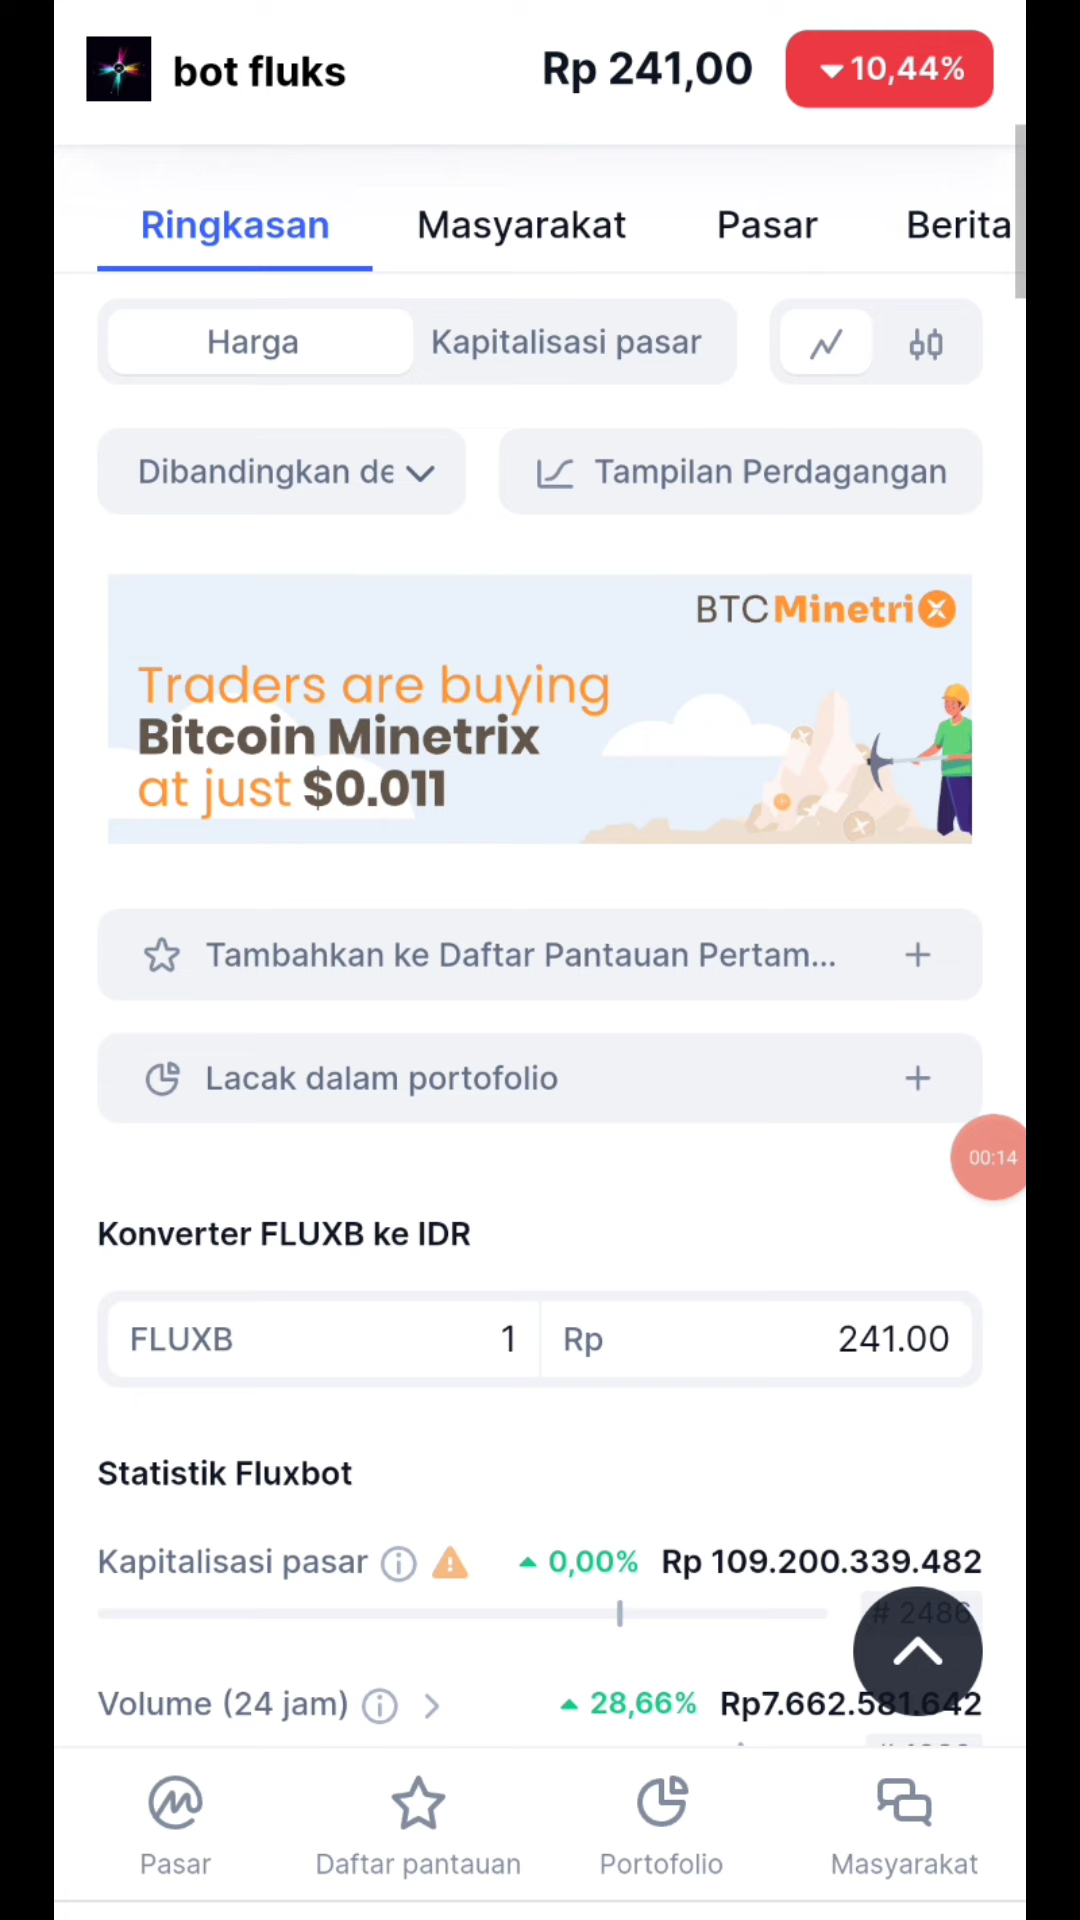 bot fluks
Rp 241,00
10,44%
Ringkasan
Masyarakat
Pasar
Berita
Harga
Kapitalisasi pasar
Dibandingkan de
Tampilan Perdagangan
BTCMinetriX
Traders are buying
Bitcoin Minetrix
at just $0.011
Tambahkan ke Daftar Pantauan Pertam...
+
Lacak dalam portofolio
+
00:14
Konverter FLUXB ke IDR
FLUXB
1
Rp
241.00
Statistik Fluxbot
Kapitalisasi pasar
0,00%
Rp 109.200.339.482
# 2486
Volume (24 jam)
28,66%
Rp7.662.581.642
Pasar
Daftar pantauan
Portofolio
Masyarakat